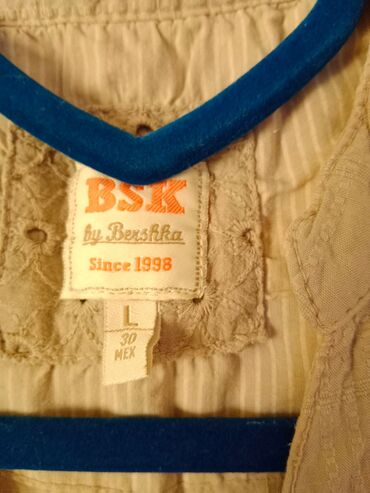 BSK
by Bershka
Since 1998
L
30
MEX